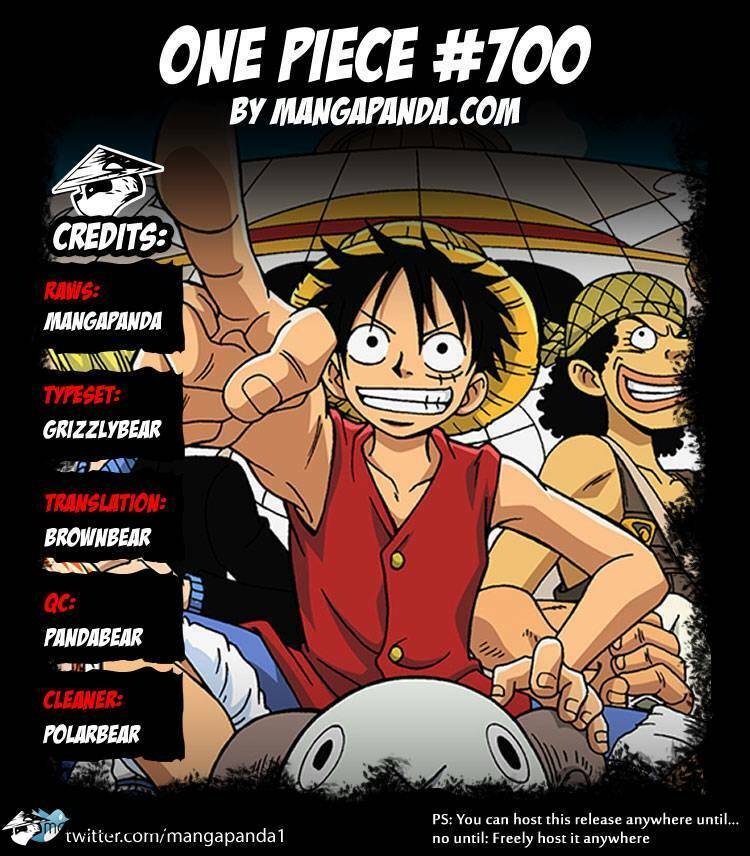 ONE PIECE #700
BY MANGAPANDA.COM
CREDITS:
RAWS:
MANGAPANDA
TYPESET:
GRIZZLYBEAR
TRANSLATION:
BROWNBEAR
QC:
PANDABEAR
CLEANER:
POLARBEAR
twitter.com/mangapanda1
PS: You can host this release anywhere until...
no until: Freely host it anywhere